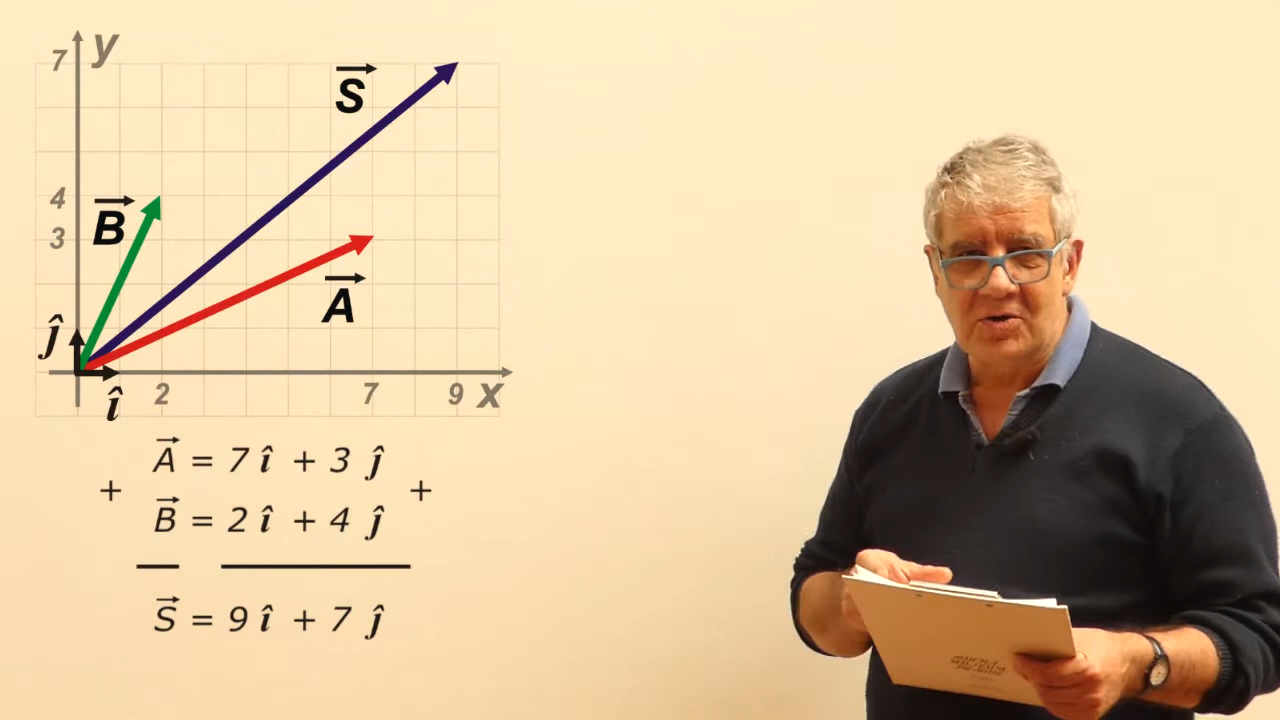 7 y
S⃗
4
B⃗
3
A⃗
ĵ
î 2 7 9 x
A⃗ = 7 î + 3 ĵ
+ +
B⃗ = 2 î + 4 ĵ
S⃗ = 9 î + 7 ĵ